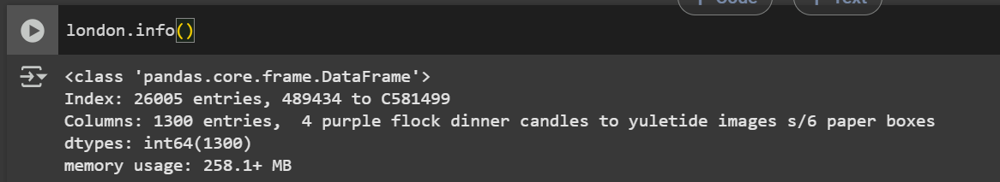 + Code + Text
london.info()
<class 'pandas.core.frame.DataFrame'>
Index: 26005 entries, 489434 to C581499
Columns: 1300 entries,  4 purple flock dinner candles to yuletide images s/6 paper boxes
dtypes: int64(1300)
memory usage: 258.1+ MB